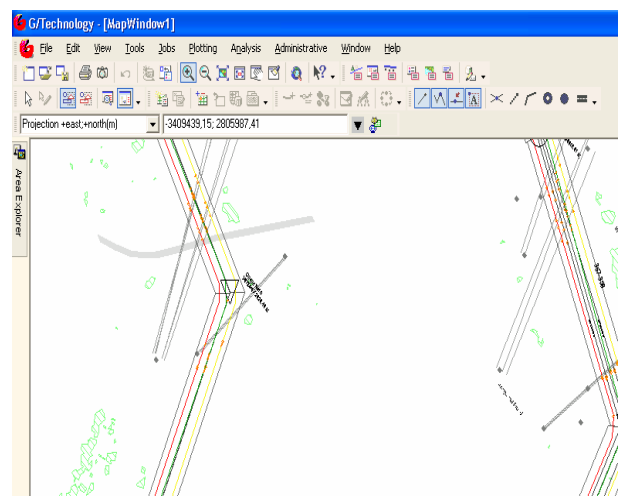 G/Technology - [MapWindow1]
File Edit View Tools Jobs Plotting Analysis Administrative Window Help
Projection +east;+north(m) -3409439,15; 2805987,41
Area Explorer